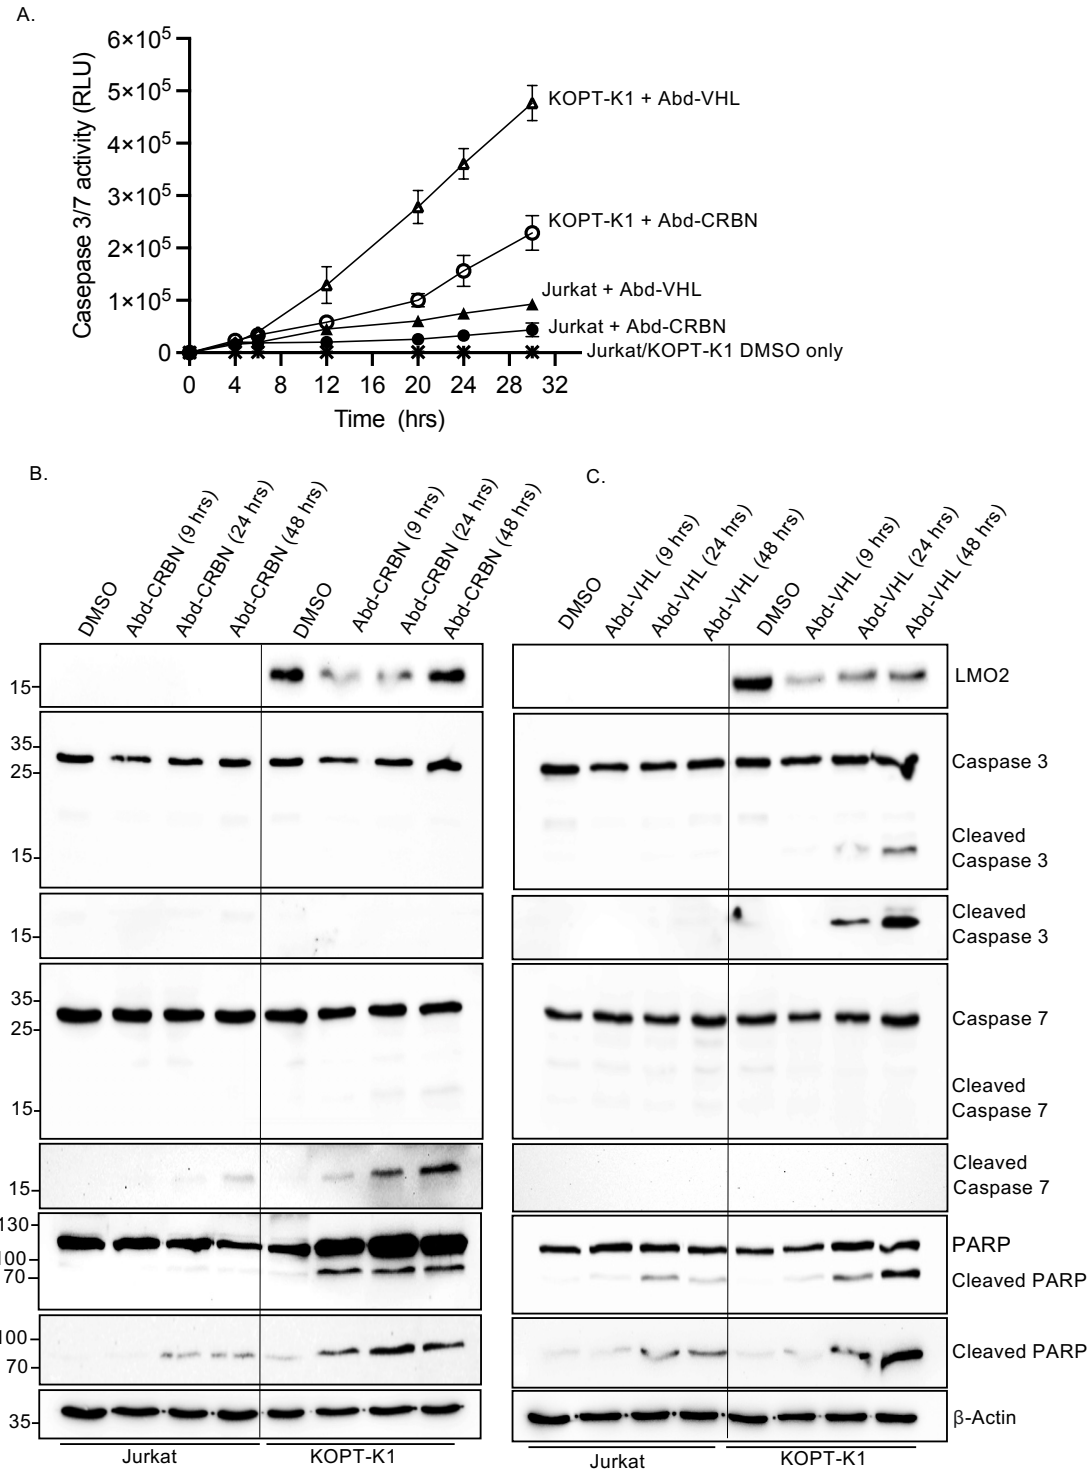 A.
6×10⁵
5×10⁵
4×10⁵
3×10⁵
2×10⁵
1×10⁵
0
Casepase 3/7 activity (RLU)
KOPT-K1 + Abd-VHL
KOPT-K1 + Abd-CRBN
Jurkat + Abd-VHL
Jurkat + Abd-CRBN
Jurkat/KOPT-K1 DMSO only
0 4 8 12 16 20 24 28 32
Time (hrs)
B.
DMSO
Abd-CRBN (9 hrs)
Abd-CRBN (24 hrs)
Abd-CRBN (48 hrs)
DMSO
Abd-CRBN (9 hrs)
Abd-CRBN (24 hrs)
Abd-CRBN (48 hrs)
15
35
25
15
15
35
25
15
15
130
100
70
100
70
35
Jurkat
KOPT-K1
C.
DMSO
Abd-VHL (9 hrs)
Abd-VHL (24 hrs)
Abd-VHL (48 hrs)
DMSO
Abd-VHL (9 hrs)
Abd-VHL (24 hrs)
Abd-VHL (48 hrs)
LMO2
Caspase 3
Cleaved
Caspase 3
Cleaved
Caspase 3
Caspase 7
Cleaved
Caspase 7
Cleaved
Caspase 7
PARP
Cleaved PARP
Cleaved PARP
β-Actin
Jurkat
KOPT-K1